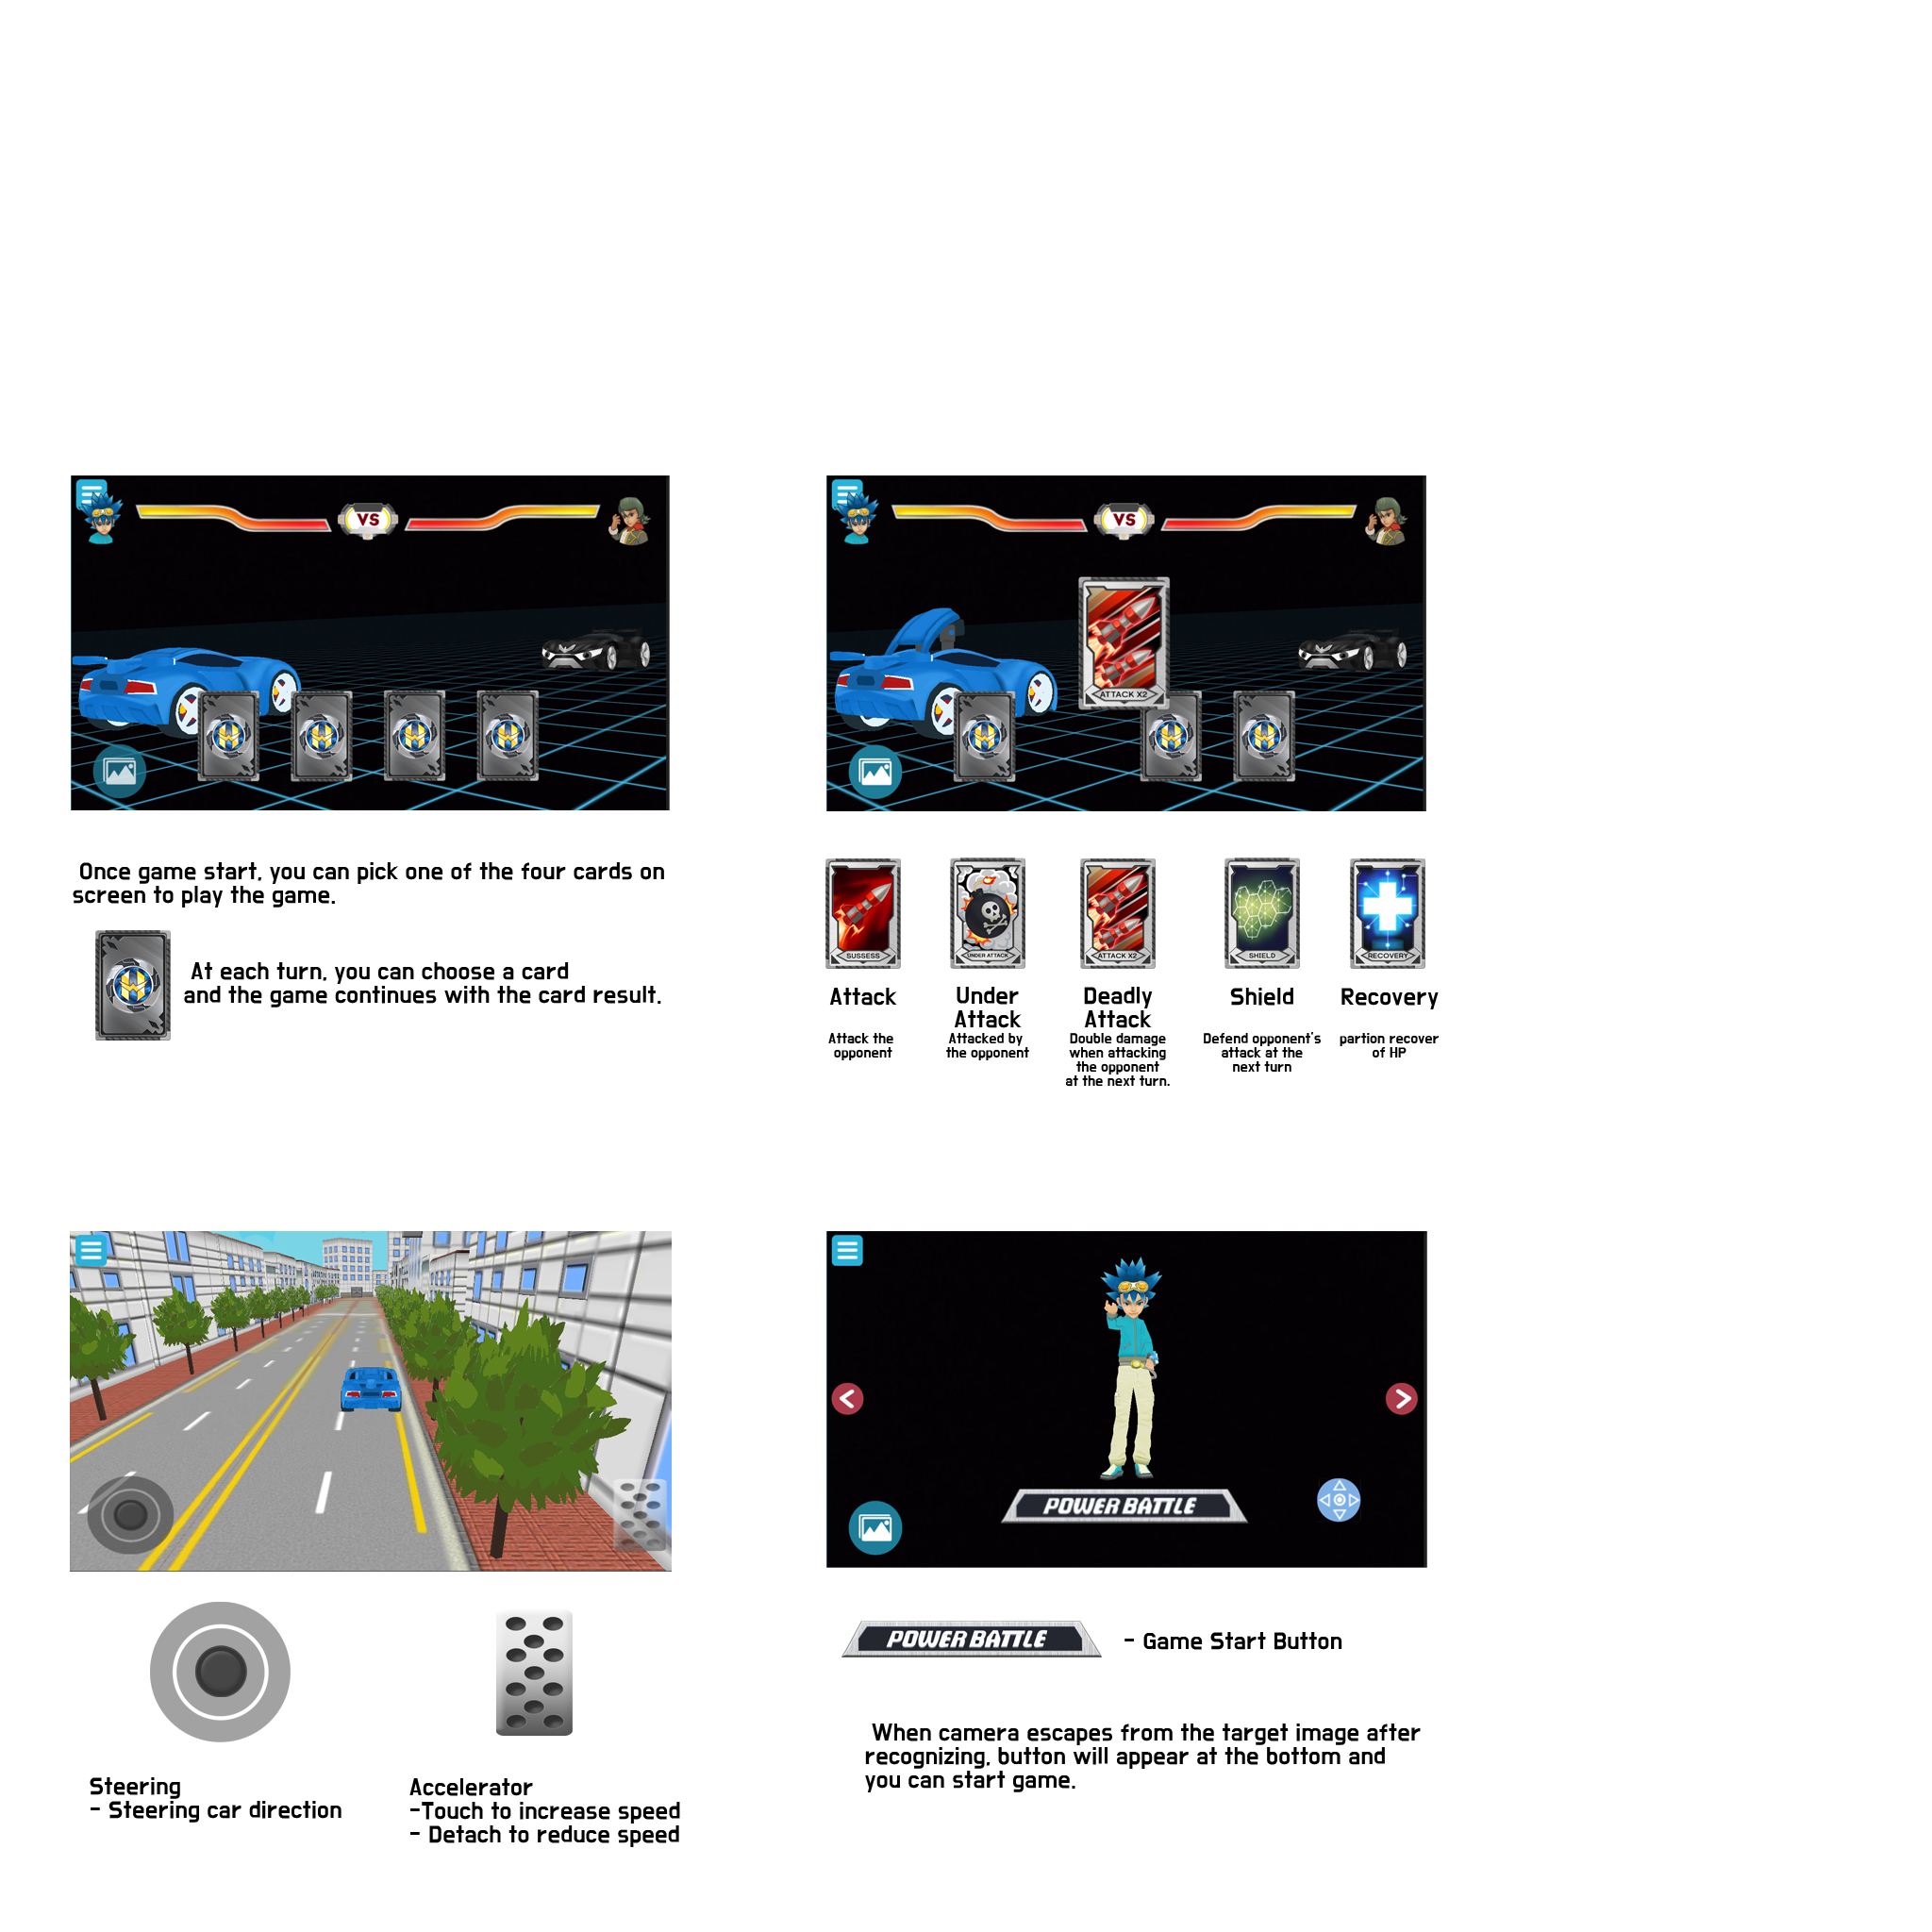 VS
VS
ATTACK X2
Once game start, you can pick one of the four cards on
screen to play the game.
At each turn, you can choose a card
and the game continues with the card result.
SUSSESS
UNDER ATTACK
ATTACK X2
SHIELD
RECOVERY
Attack
Attack the
opponent
Under
Attack
Attacked by
the opponent
Deadly
Attack
Double damage
when attacking
the opponent
at the next turn.
Shield
Defend opponent's
attack at the
next turn
Recovery
partion recover
of HP
POWER BATTLE
Steering
- Steering car direction
Accelerator
-Touch to increase speed
- Detach to reduce speed
POWER BATTLE
- Game Start Button
When camera escapes from the target image after
recognizing, button will appear at the bottom and
you can start game.